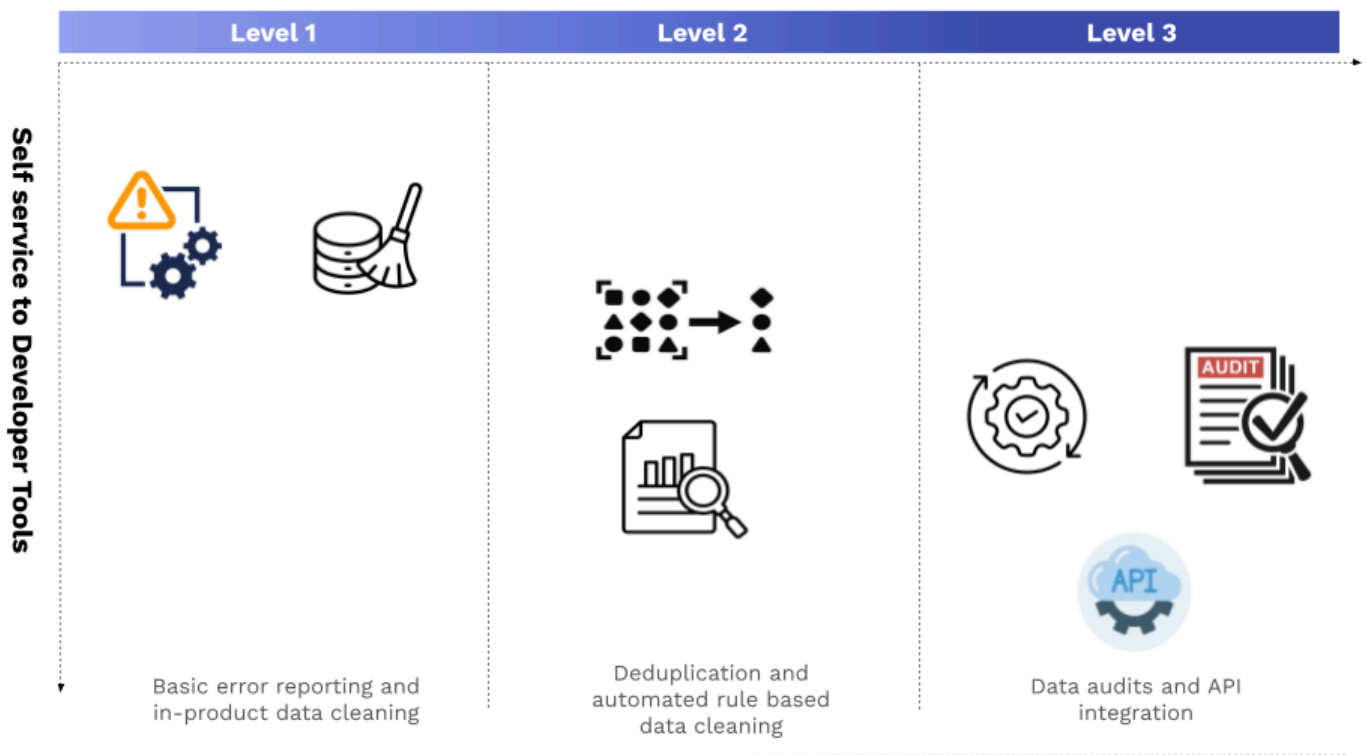 Level 1
Level 2
Level 3
Self service to Developer Tools
AUDIT
API
Basic error reporting and
in-product data cleaning
Deduplication and
automated rule based
data cleaning
Data audits and API
integration